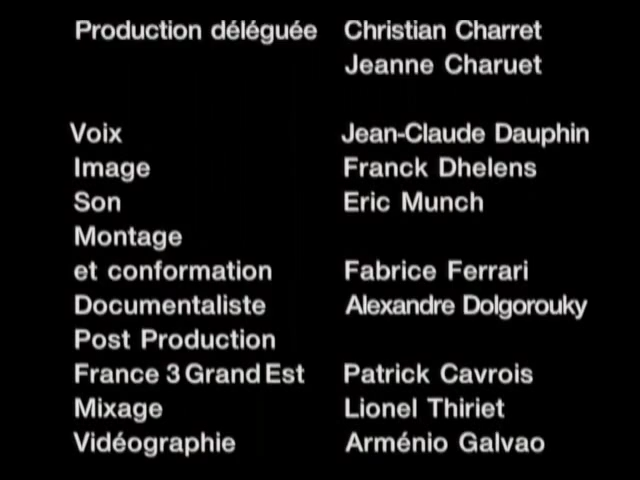 Production déléguée Christian Charret
Jeanne Charuet
Voix Jean-Claude Dauphin
Image Franck Dhelens
Son Eric Munch
Montage
et conformation Fabrice Ferrari
Documentaliste Alexandre Dolgorouky
Post Production
France 3 Grand Est Patrick Cavrois
Mixage Lionel Thiriet
Vidéographie Arménio Galvao